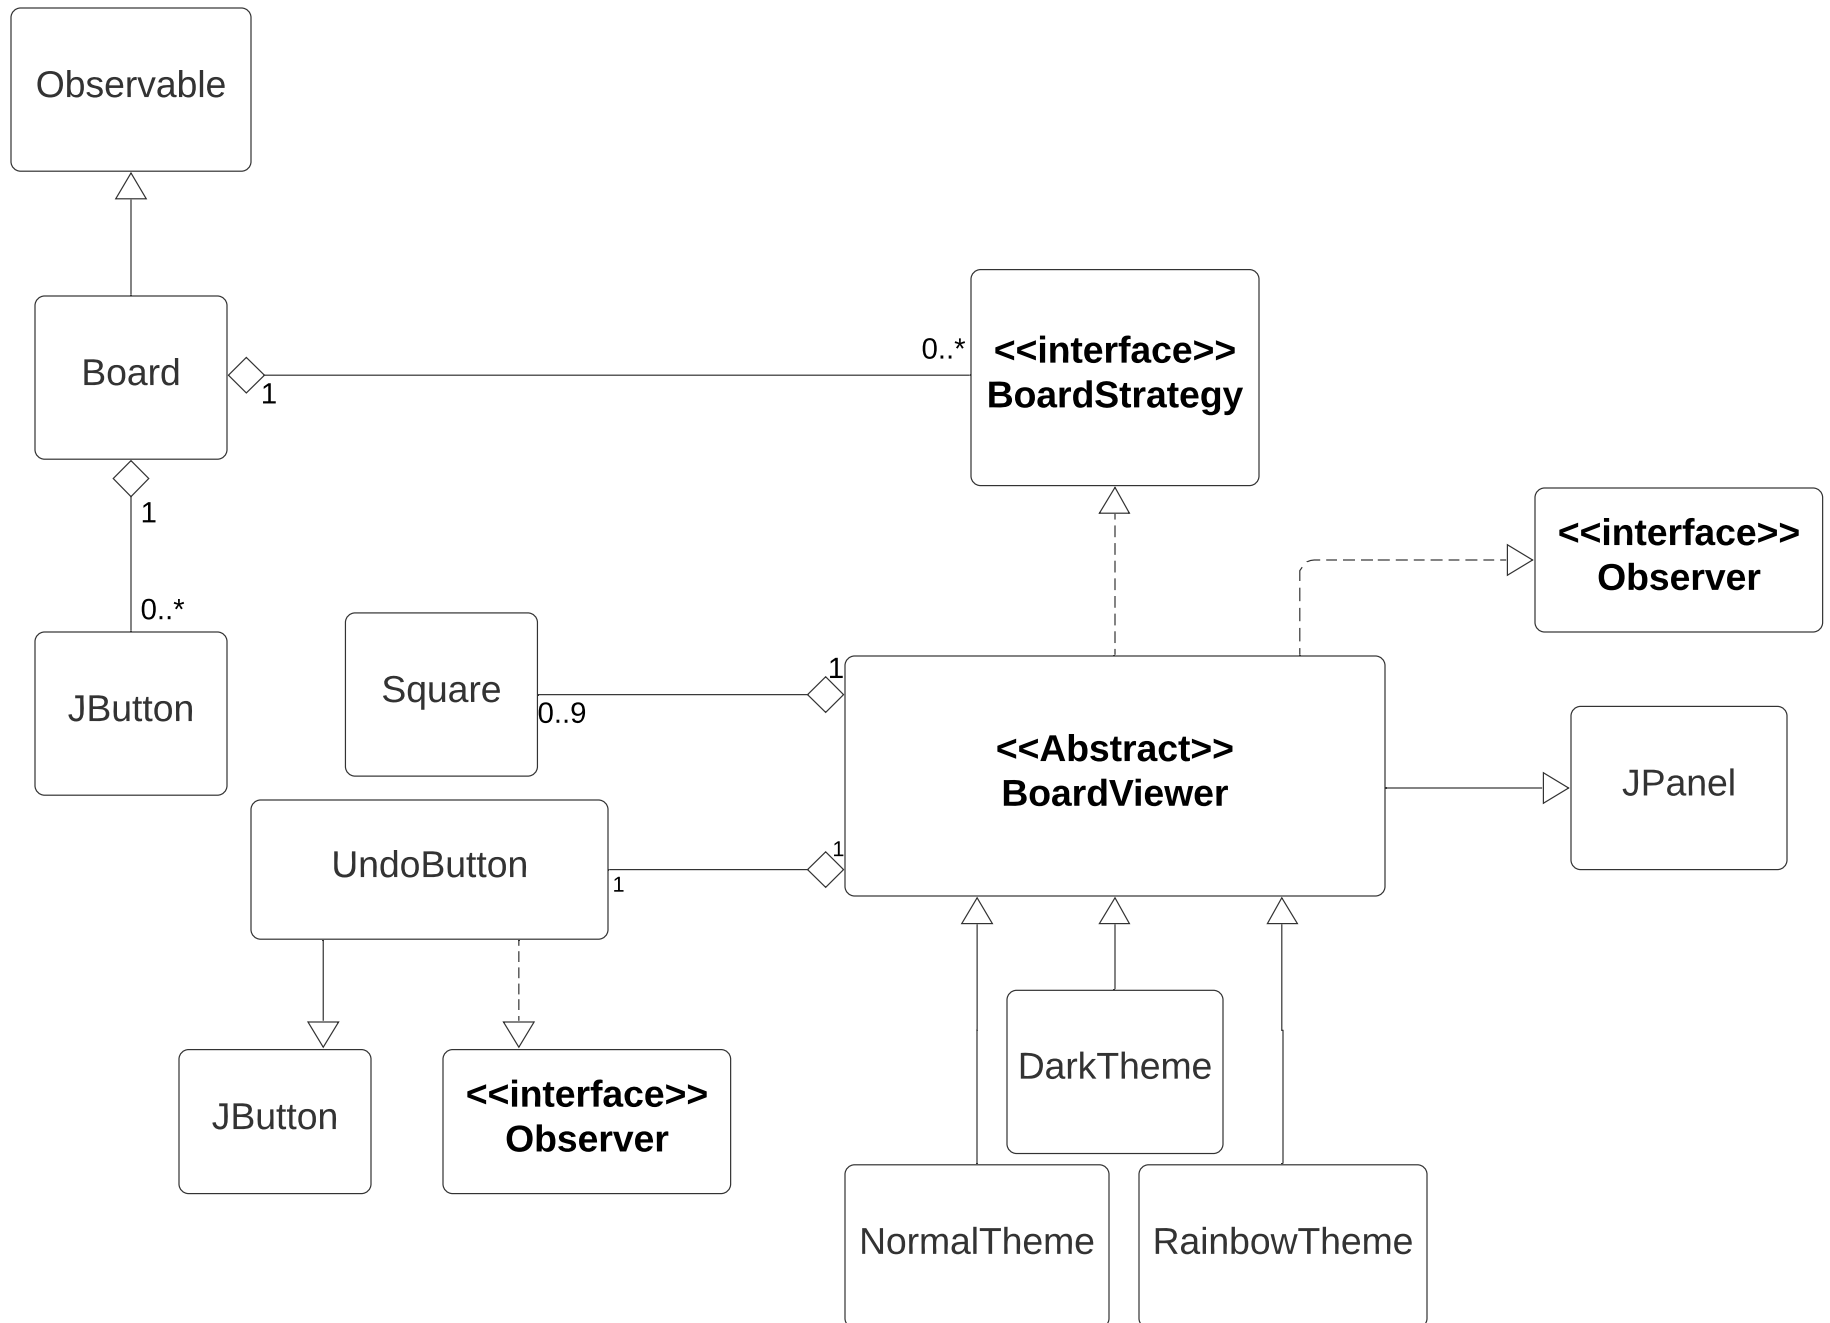 Observable
Board
1
0..*
<<interface>>
BoardStrategy
1
0..*
JButton
<<interface>>
Observer
Square
0..9
1
<<Abstract>>
BoardViewer
JPanel
UndoButton
1
1
JButton
<<interface>>
Observer
DarkTheme
NormalTheme
RainbowTheme